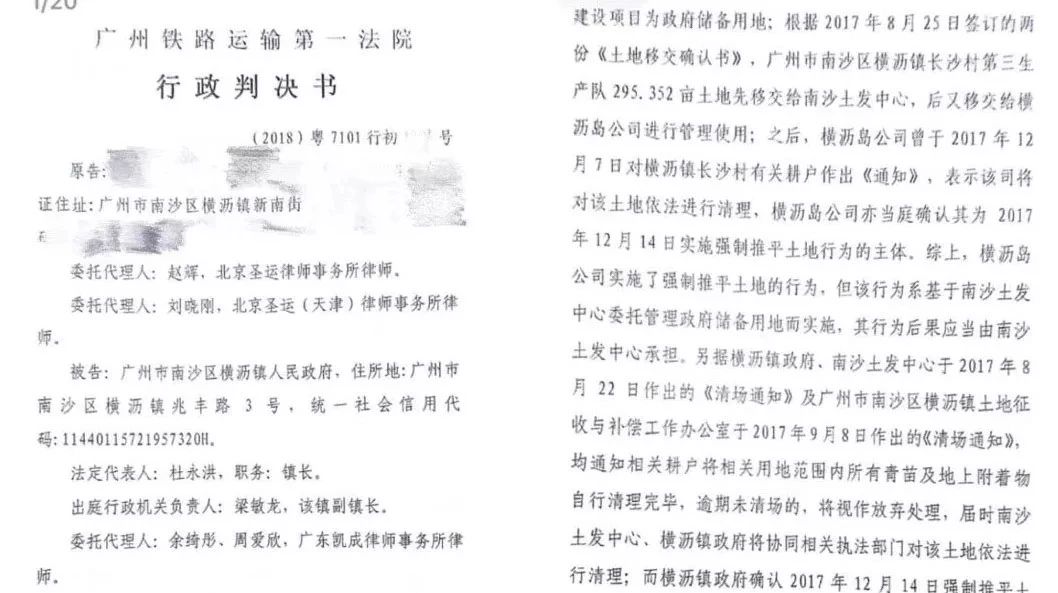 1/20
广州铁路运输第一法院
行政判决书
（2018）粤 7101 行初 号
原告：
证住址：广州市南沙区横沥镇新南街
委托代理人：赵辉，北京圣运律师事务所律师。
委托代理人：刘晓刚，北京圣运（天津）律师事务所律
师。
被告：广州市南沙区横沥镇人民政府，住所地：广州市
南沙区横沥镇兆丰路 3 号，统一社会信用代
码：11440115721957320H。
法定代表人：杜永洪，职务：镇长。
出庭行政机关负责人：梁敏龙，该镇副镇长。
委托代理人：余绮彤、周爱欣，广东凯成律师事务所律
师。
建设项目为政府储备用地；根据 2017 年 8 月 25 日签订的两
份《土地移交确认书》，广州市南沙区横沥镇长沙村第三生
产队 295.352 亩土地先移交给南沙土发中心，后又移交给横
沥岛公司进行管理使用；之后，横沥岛公司曾于 2017 年 12
月 7 日对横沥镇长沙村有关耕户作出《通知》，表示该司将
对该土地依法进行清理，横沥岛公司亦当庭确认其为 2017
年 12 月 14 日实施强制推平土地行为的主体。综上，横沥岛
公司实施了强制推平土地的行为，但该行为系基于南沙土发
中心委托管理政府储备用地而实施，其行为后果应当由南沙
土发中心承担。另据横沥镇政府、南沙土发中心于 2017 年 8
月 22 日作出的《清场通知》及广州市南沙区横沥镇土地征
收与补偿工作办公室于 2017 年 9 月 8 日作出的《清场通知》，
均通知相关耕户将相关用地范围内所有青苗及地上附着物
自行清理完毕，逾期未清场的，将视作放弃处理，届时南沙
土发中心、横沥镇政府将协同相关执法部门对该土地依法进
行清理；而横沥镇政府确认 2017 年 12 月 14 日强制推平土